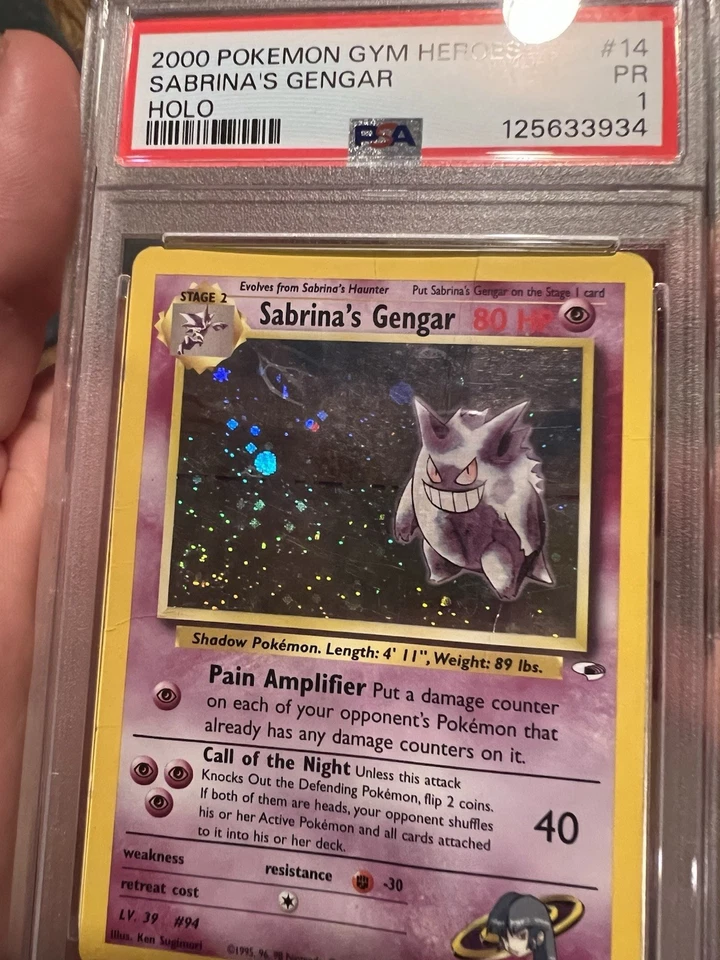 2000 POKEMON GYM HEROES #14
SABRINA'S GENGAR PR
HOLO 1
PSA 125633934
Evolves from Sabrina's Haunter Put Sabrina's Gengar on the Stage 1 card
STAGE 2
Sabrina's Gengar 80 HP
Shadow Pokémon. Length: 4' 11", Weight: 89 lbs.
Pain Amplifier Put a damage counter
on each of your opponent's Pokémon that
already has any damage counters on it.
Call of the Night Unless this attack
Knocks Out the Defending Pokémon, flip 2 coins.
If both of them are heads, your opponent shuffles
his or her Active Pokémon and all cards attached
to it into his or her deck.
40
weakness resistance -30
retreat cost
LV. 39 #94
Illus. Ken Sugimori ©1995, 96, 98